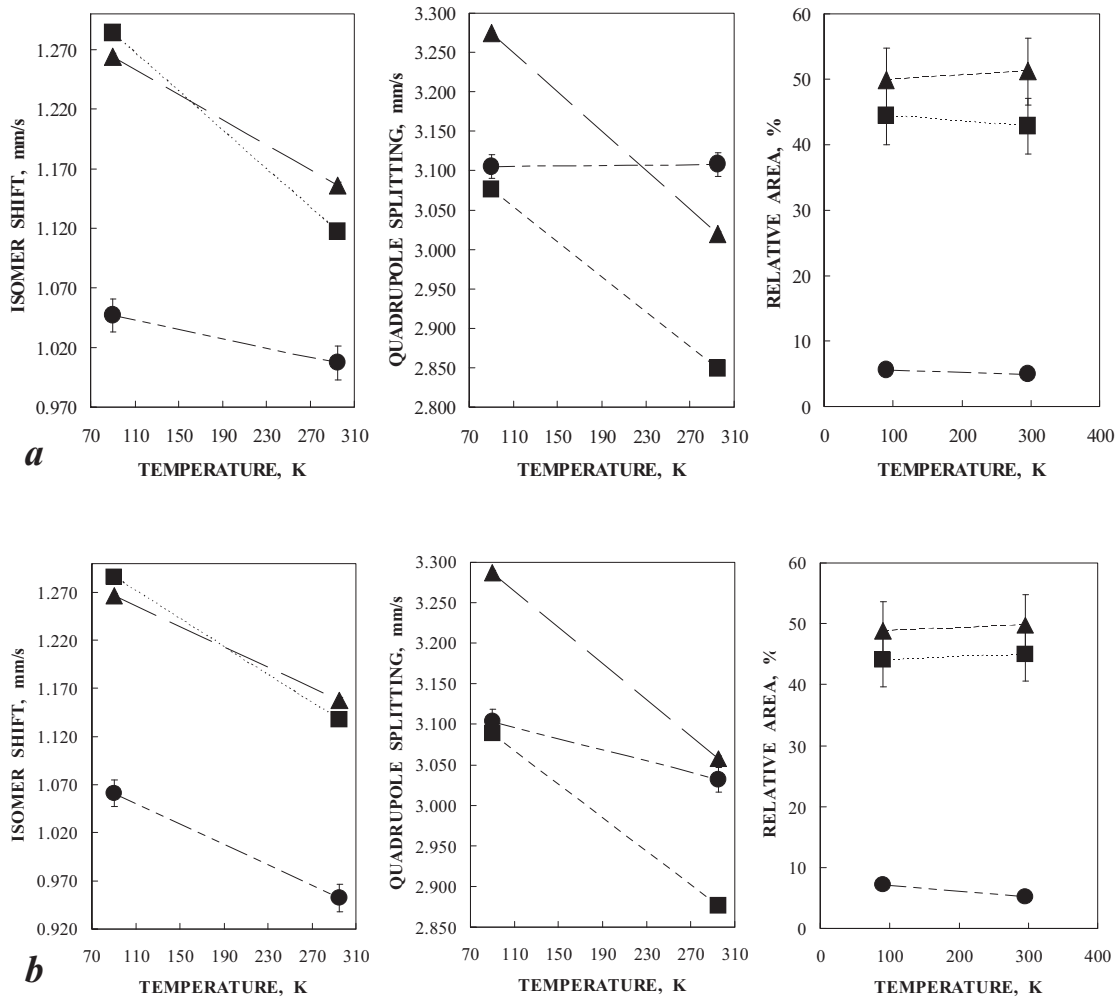 ISOMER SHIFT, mm/s
1.270
1.220
1.170
1.120
1.070
1.020
0.970
70 110 150 190 230 270 310
TEMPERATURE, K
QUADRUPOLE SPLITTING, mm/s
3.300
3.250
3.200
3.150
3.100
3.050
3.000
2.950
2.900
2.850
2.800
70 110 150 190 230 270 310
TEMPERATURE, K
RELATIVE AREA, %
60
50
40
30
20
10
0
0 100 200 300 400
TEMPERATURE, K
a
ISOMER SHIFT, mm/s
1.270
1.220
1.170
1.120
1.070
1.020
0.970
0.920
70 110 150 190 230 270 310
TEMPERATURE, K
QUADRUPOLE SPLITTING, mm/s
3.300
3.250
3.200
3.150
3.100
3.050
3.000
2.950
2.900
2.850
70 110 150 190 230 270 310
TEMPERATURE, K
RELATIVE AREA, %
60
50
40
30
20
10
0
0 100 200 300 400
TEMPERATURE, K
b